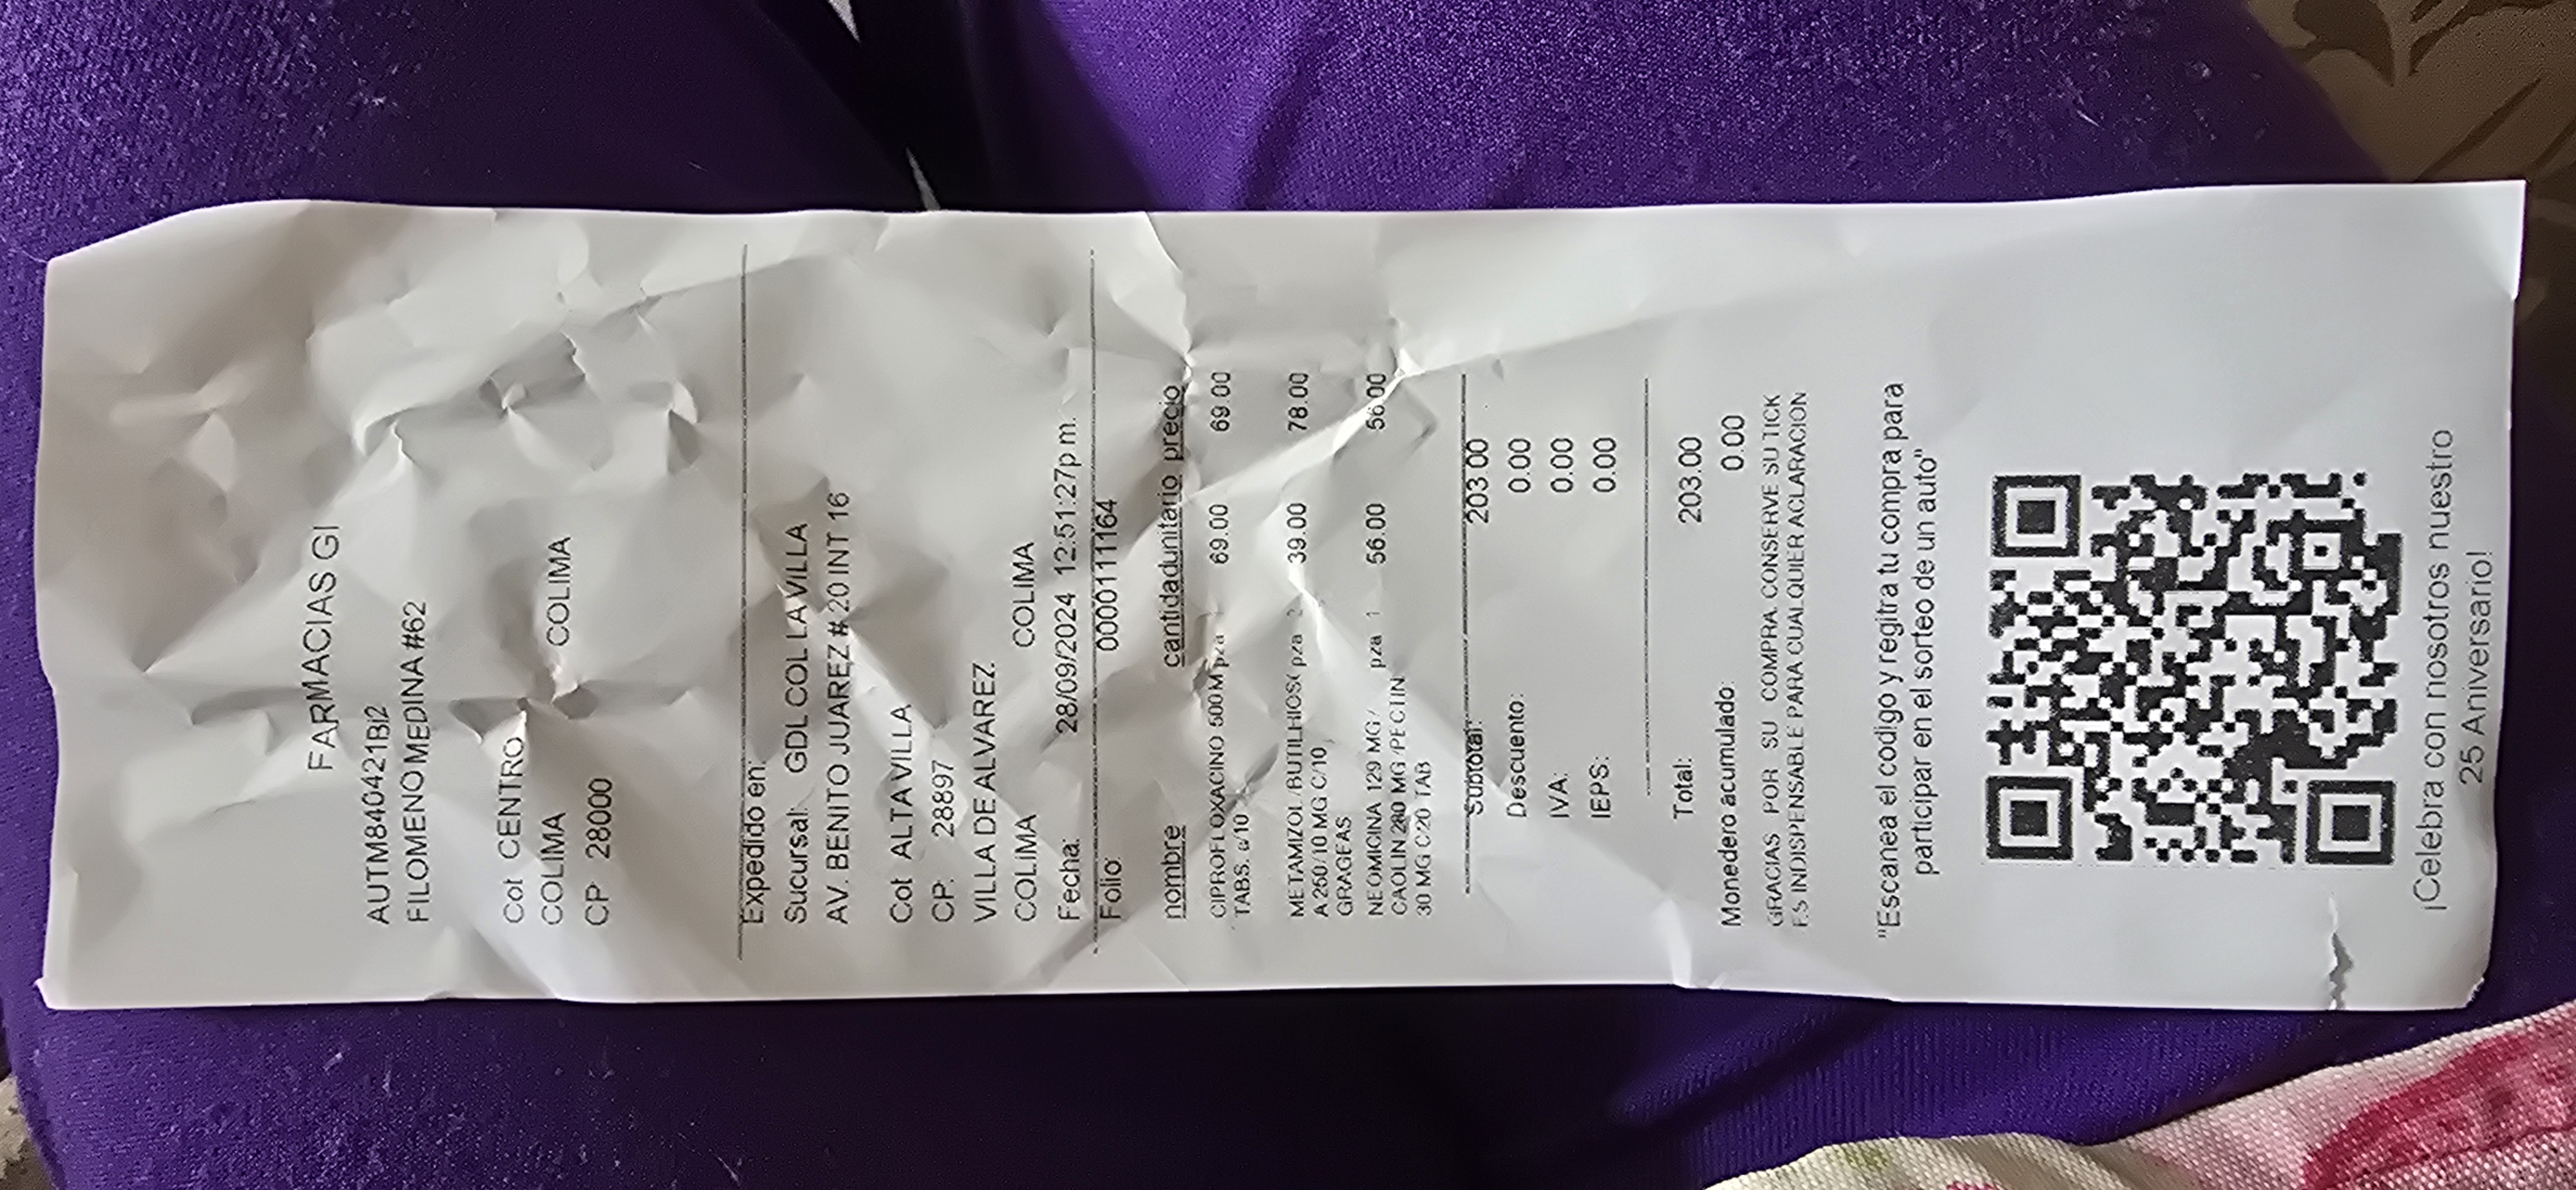 FARMACIAS GI
AUTM840421BI2
FILOMENO MEDINA #62
Col CENTRO
COLIMA COLIMA
CP 28000
Expedido en:
Sucursal: GDL COL LA VILLA
AV. BENITO JUAREZ # 20 INT 16
Col ALTAVILLA
CP. 28897
VILLA DE ALVAREZ
COLIMA COLIMA
Fecha: 28/09/2024 12:51:27p m.
Folio 0000111164
nombre cantidadunitario precio
CIPROFLOXACINO 500M pza 1 69.00 69.00
TABS. c/10
METAMIZOL /BUTILHIOS( pza 2 39.00 78.00
A 250/10 MG C/10
GRAGEAS
NEOMICINA 129 MG/ pza 1 56.00 56.00
CAOLIN 280 MG /PECTIN
30 MG C/20 TAB
Subtotal: 203.00
Descuento: 0.00
IVA: 0.00
IEPS: 0.00
Total: 203.00
Monedero acumulado: 0.00
GRACIAS POR SU COMPRA CONSERVE SU TICK
ES INDISPENSABLE PARA CUALQUIER ACLARACION
"Escanea el codigo y regitra tu compra para
participar en el sorteo de un auto"
¡Celebra con nosotros nuestro
25 Aniversario!